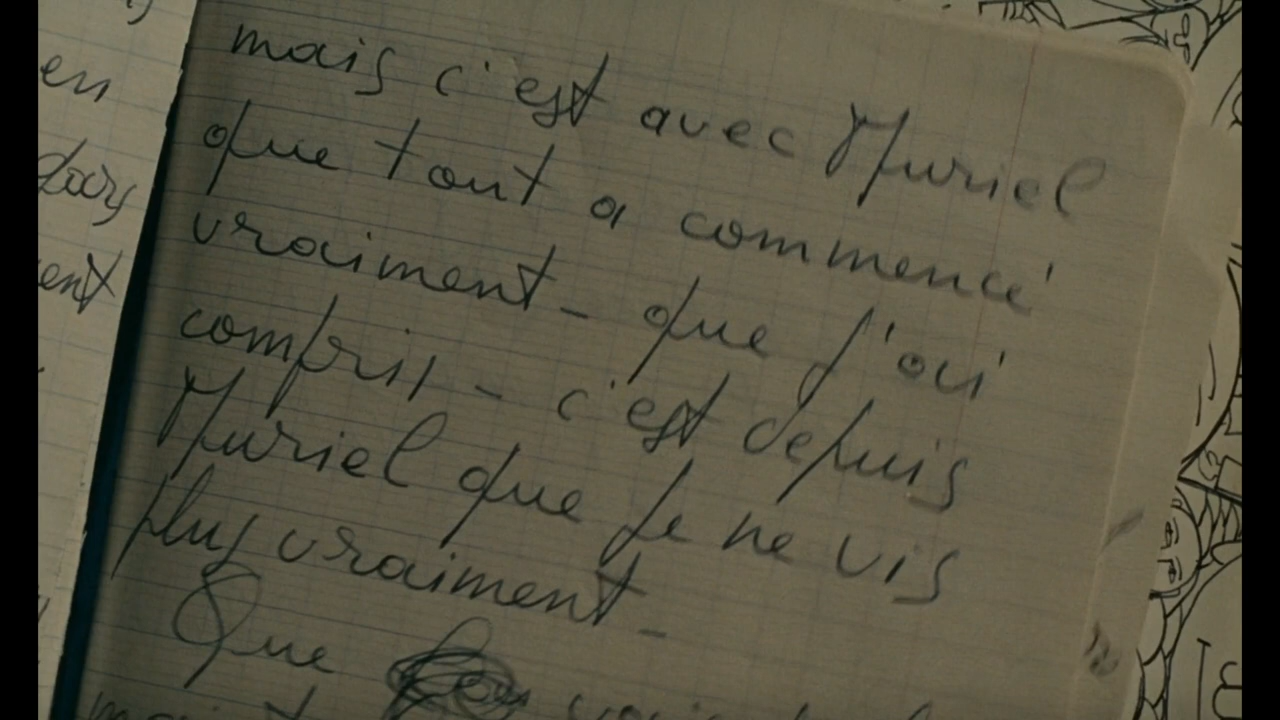 en
mais c'est avec Muriel
que tout a commencé
vraiment - que j'ai
compris - c'est depuis
Muriel que je ne vis
plus vraiment -
Que